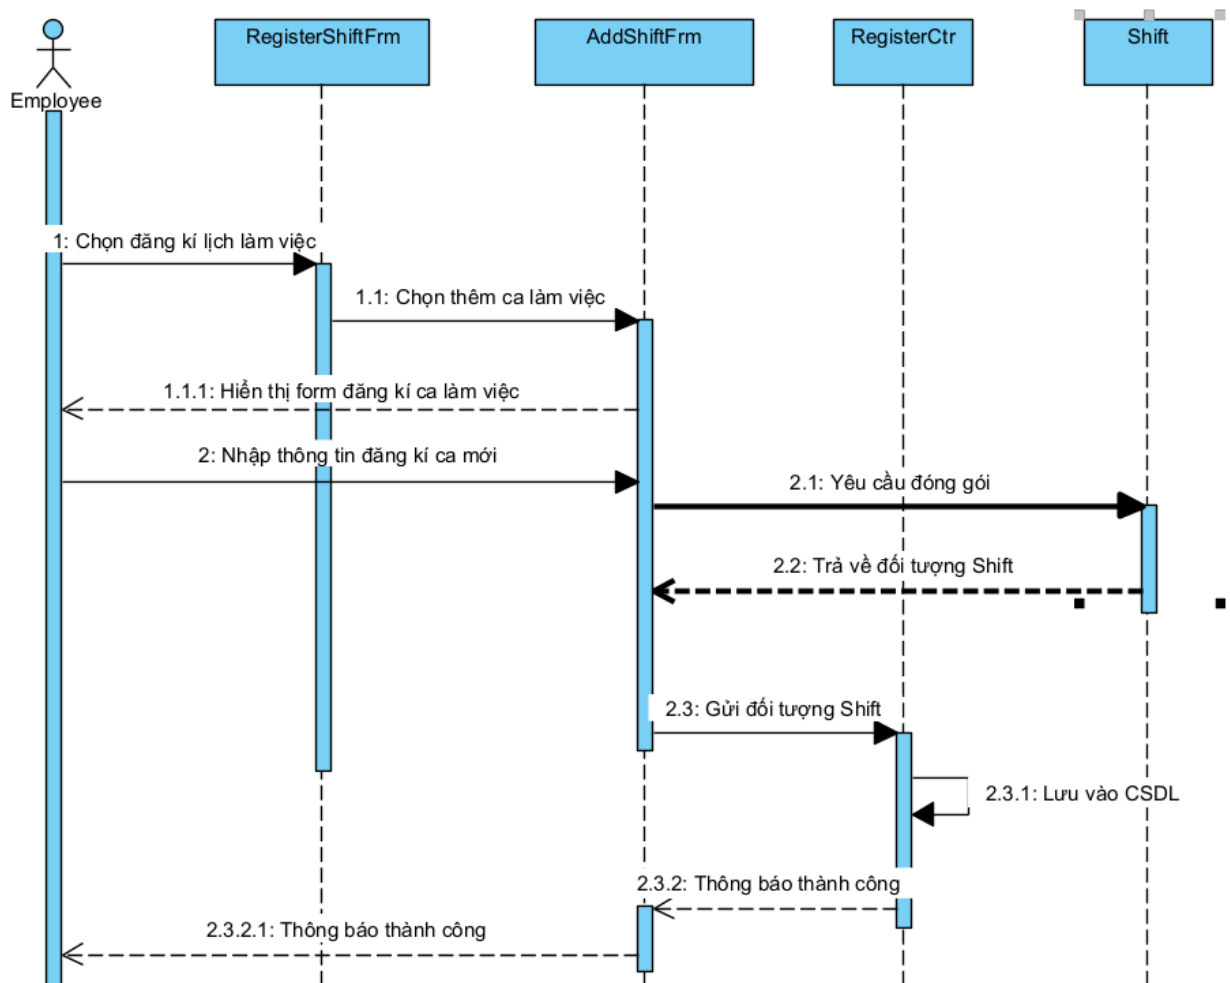 RegisterShiftFrm
AddShiftFrm
RegisterCtr
Shift
Employee
1: Chọn đăng kí lịch làm việc
1.1: Chọn thêm ca làm việc
1.1.1: Hiển thị form đăng kí ca làm việc
2: Nhập thông tin đăng kí ca mới
2.1: Yêu cầu đóng gói
2.2: Trả về đối tượng Shift
2.3: Gửi đối tượng Shift
2.3.1: Lưu vào CSDL
2.3.2: Thông báo thành công
2.3.2.1: Thông báo thành công